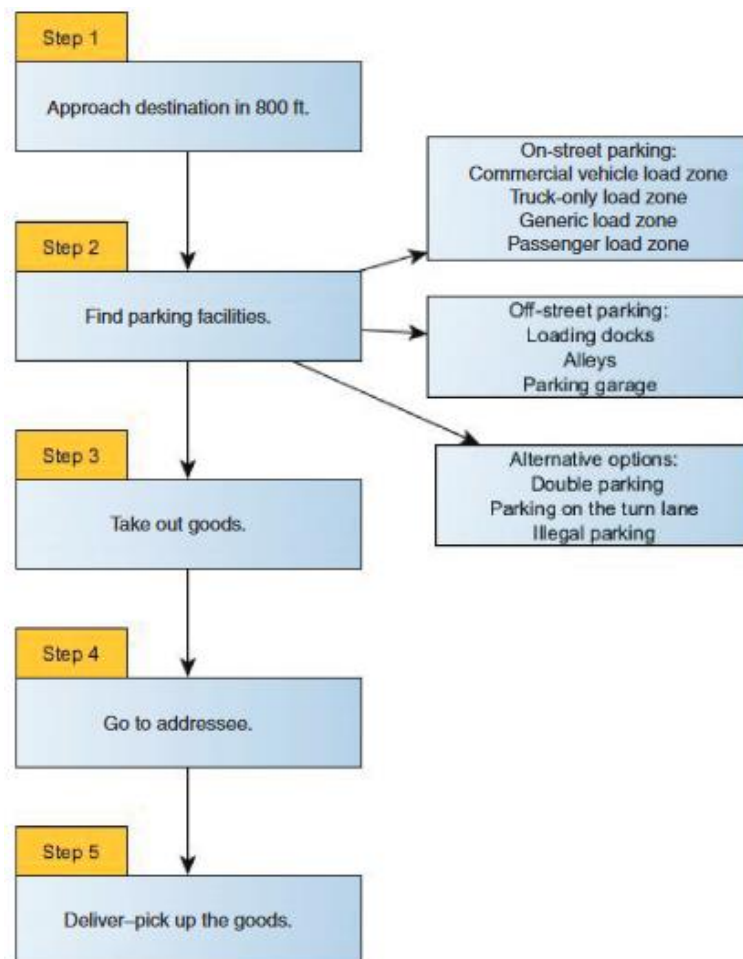 Step 1
Approach destination in 800 ft.
Step 2
Find parking facilities.
On-street parking:
Commercial vehicle load zone
Truck-only load zone
Generic load zone
Passenger load zone
Off-street parking:
Loading docks
Alleys
Parking garage
Alternative options:
Double parking
Parking on the turn lane
Illegal parking
Step 3
Take out goods.
Step 4
Go to addressee.
Step 5
Deliver–pick up the goods.